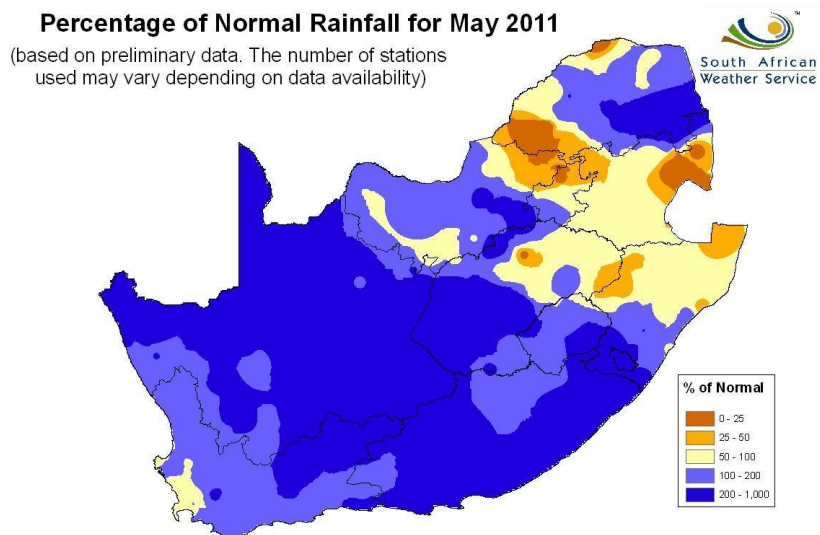 Percentage of Normal Rainfall for May 2011
(based on preliminary data. The number of stations
used may vary depending on data availability)
TM
South African
Weather Service
% of Normal
0 - 25
25 - 50
50 - 100
100 - 200
200 - 1,000